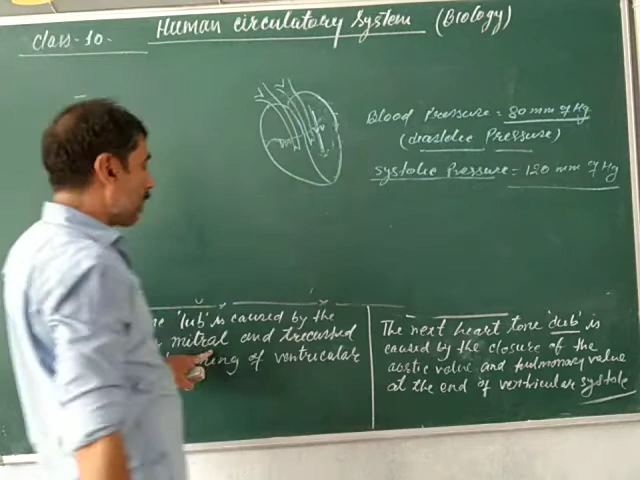 Class-10. Human circulatory System (Biology)
Blood Pressure = 80 mm of Hg
(diastolic Pressure)
Systolic Pressure = 120 mm of Hg
'lub' is caused by the
mitral and tricuspid
of ventricular
The next heart tone 'dub' is
caused by the closure of the
aortic valve and pulmonary valve
at the end of ventricular systole